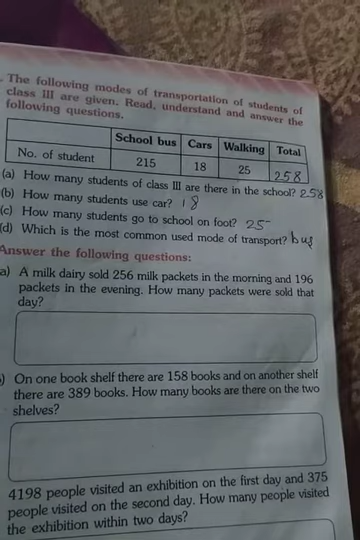 The following modes of transportation of students of
class III are given. Read, understand and answer the
following questions.
School bus Cars Walking Total
No. of student 215 18 25 258
(a) How many students of class III are there in the school? 258
(b) How many students use car? 18
(c) How many students go to school on foot? 25
(d) Which is the most common used mode of transport? bus
Answer the following questions:
a) A milk dairy sold 256 milk packets in the morning and 196
packets in the evening. How many packets were sold that
day?
) On one book shelf there are 158 books and on another shelf
there are 389 books. How many books are there on the two
shelves?
4198 people visited an exhibition on the first day and 375
people visited on the second day. How many people visited
the exhibition within two days?